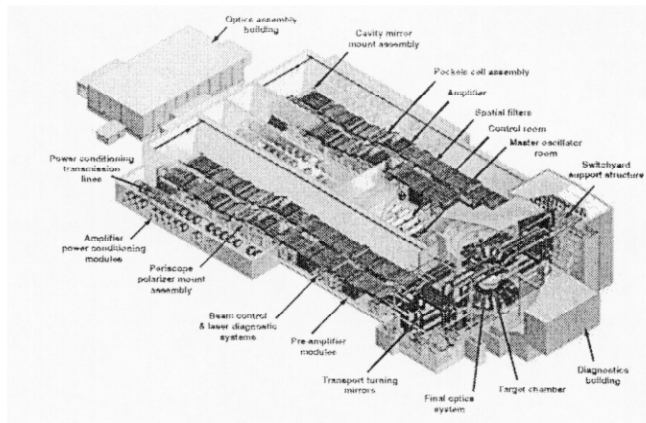 Optics assembly
building
Cavity mirror
mount assembly
Pockels cell assembly
Amplifier
Spatial filters
Control room
Master oscillator
room
Switchyard
support structure
Power conditioning
transmission
lines
Amplifier
power conditioning
modules
Periscope
polarizer mount
assembly
Beam control
& laser diagnostic
systems
Pre-amplifier
modules
Transport turning
mirrors
Final optics
system
Target chamber
Diagnostics
building